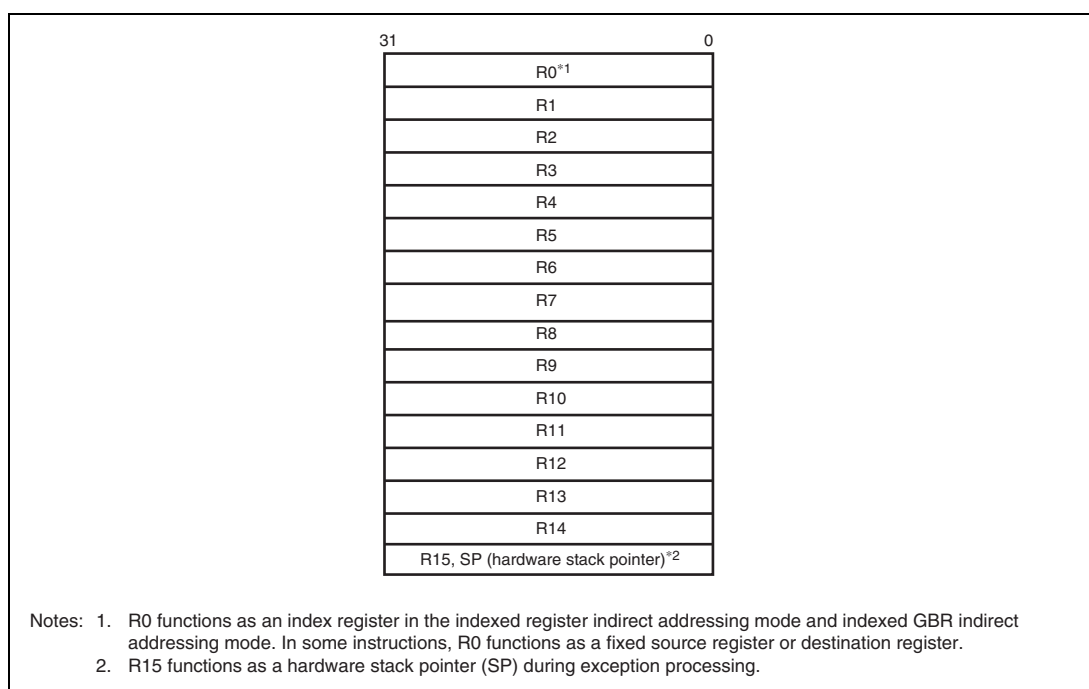 31 0
R0*1
R1
R2
R3
R4
R5
R6
R7
R8
R9
R10
R11
R12
R13
R14
R15, SP (hardware stack pointer)*2
Notes: 1. R0 functions as an index register in the indexed register indirect addressing mode and indexed GBR indirect
addressing mode. In some instructions, R0 functions as a fixed source register or destination register.
2. R15 functions as a hardware stack pointer (SP) during exception processing.